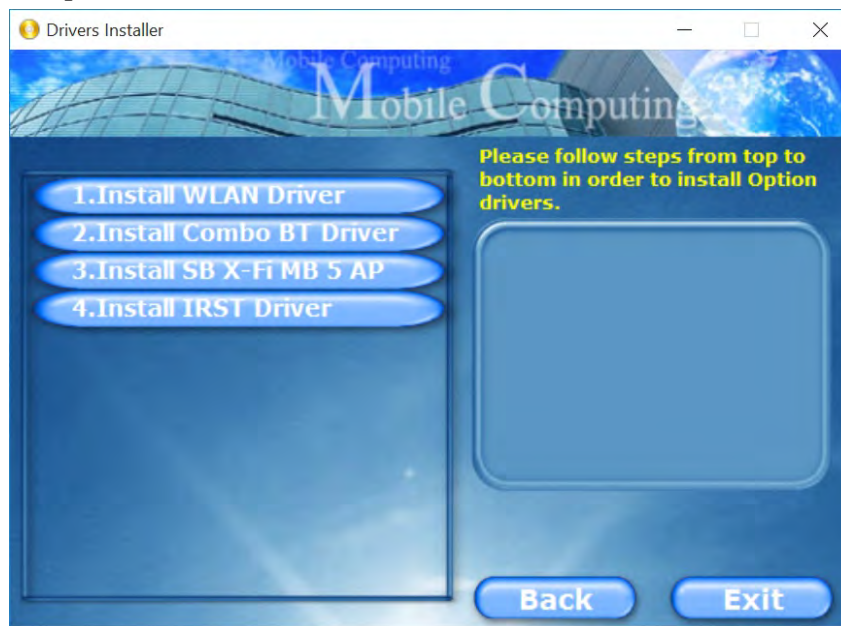 Drivers Installer
Mobile Computing
Mobile Computing
1.Install WLAN Driver
2.Install Combo BT Driver
3.Install SB X-Fi MB 5 AP
4.Install IRST Driver
Please follow steps from top to
bottom in order to install Option
drivers.
Back
Exit